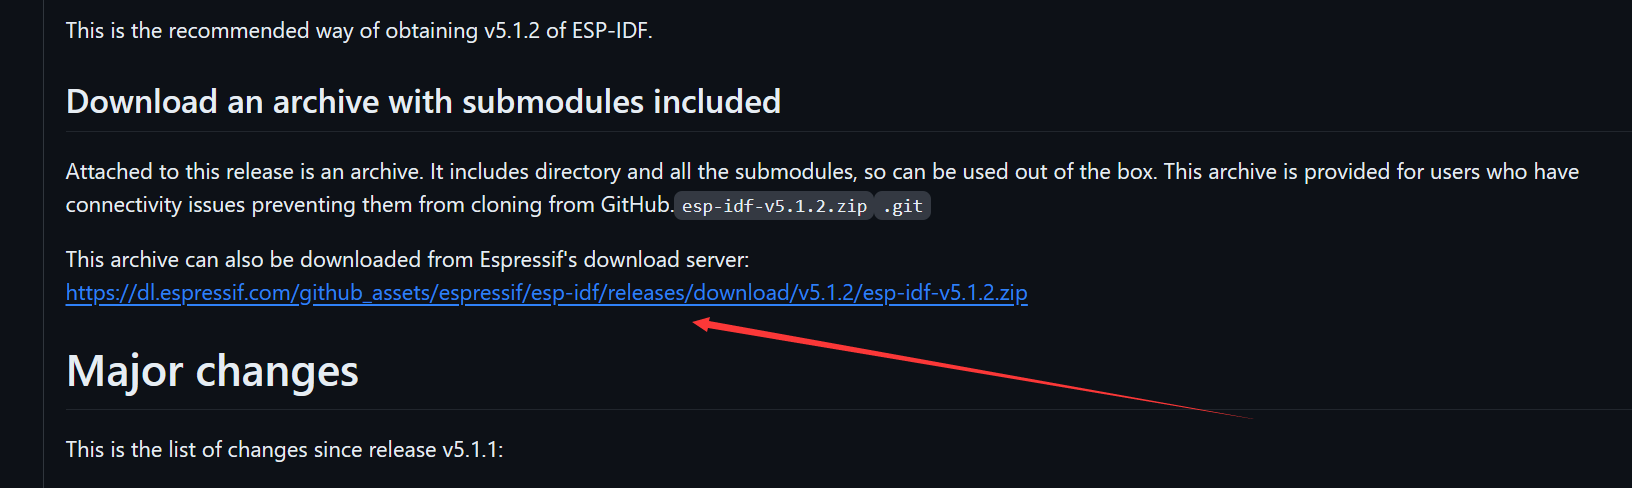 This is the recommended way of obtaining v5.1.2 of ESP-IDF.
Download an archive with submodules included
Attached to this release is an archive. It includes directory and all the submodules, so can be used out of the box. This archive is provided for users who have
connectivity issues preventing them from cloning from GitHub. esp-idf-v5.1.2.zip .git
This archive can also be downloaded from Espressif's download server:
https://dl.espressif.com/github_assets/espressif/esp-idf/releases/download/v5.1.2/esp-idf-v5.1.2.zip
Major changes
This is the list of changes since release v5.1.1: